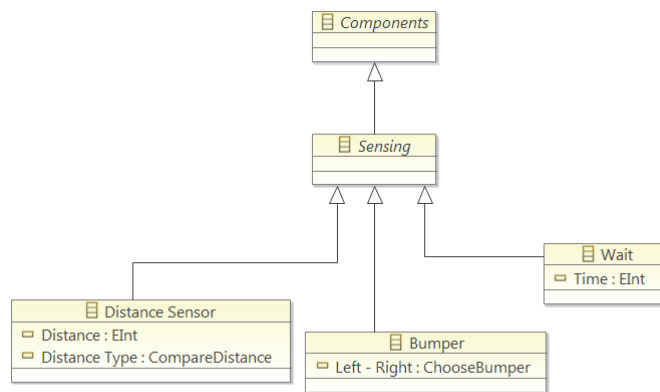 Components
Sensing
Wait
Time : EInt
Distance Sensor
Distance : EInt
Distance Type : CompareDistance
Bumper
Left - Right : ChooseBumper